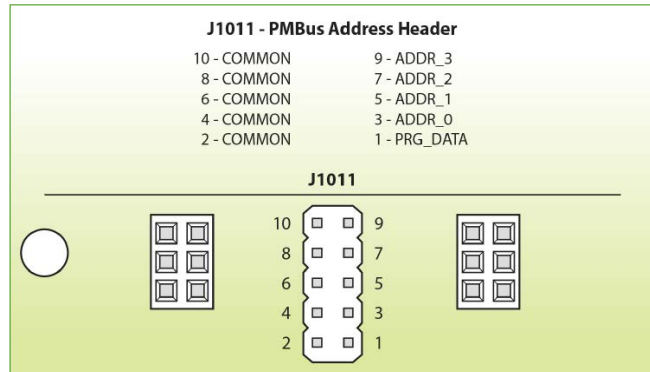 J1011 - PMBus Address Header
10 - COMMON 9 - ADDR_3
8 - COMMON 7 - ADDR_2
6 - COMMON 5 - ADDR_1
4 - COMMON 3 - ADDR_0
2 - COMMON 1 - PRG_DATA
J1011
10 9
8 7
6 5
4 3
2 1